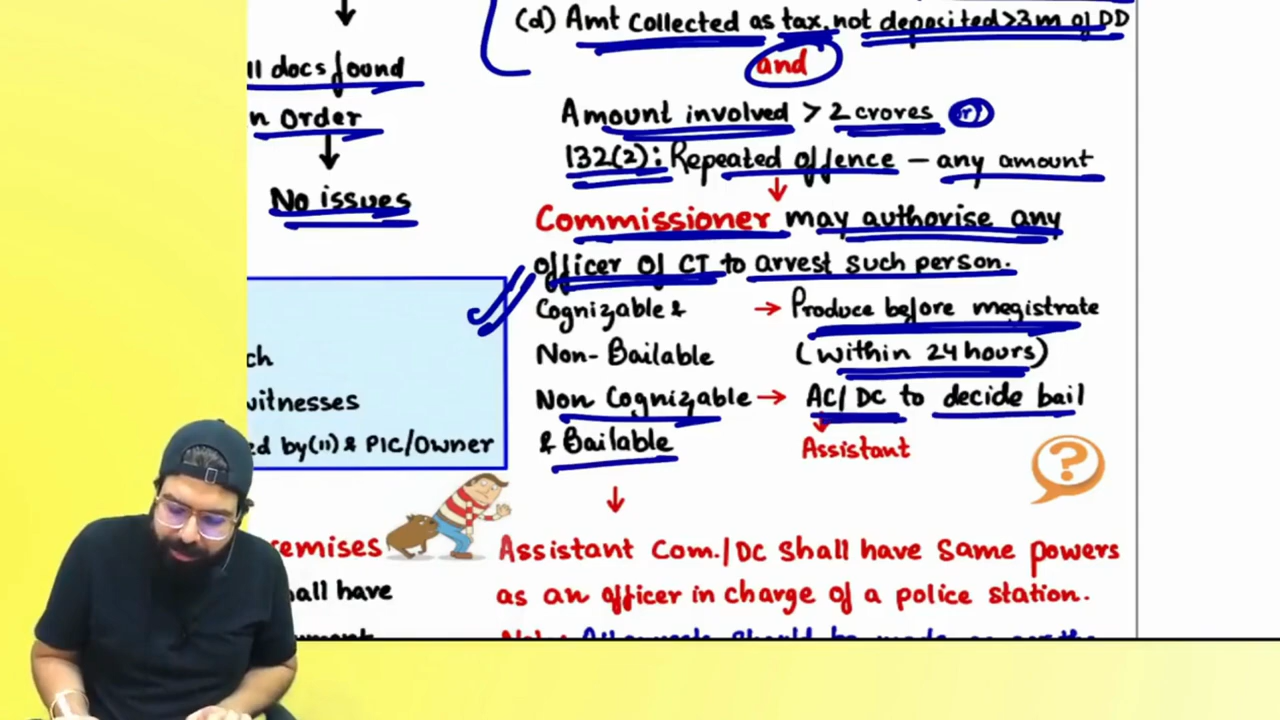 ll docs found
n Order
No issues
ch
witnesses
ed by(11) & PIC/Owner
remises
hall have
(d) Amt Collected as tax, not deposited >3m of DD
and
Amount involved > 2 crores or
132(2): Repeated offence – any amount
Commissioner may authorise any
officer of CT to arrest such person.
Cognizable & → Produce before megistrate
Non-Bailable (within 24 hours)
Non Cognizable → AC/DC to decide bail
& Bailable Assistant
?
Assistant Com./DC Shall have Same powers
as an officer in charge of a police station.